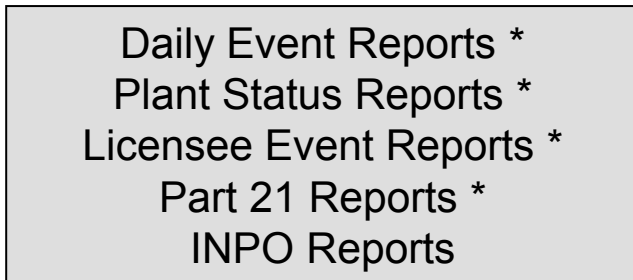 Daily Event Reports *
Plant Status Reports *
Licensee Event Reports *
Part 21 Reports *
INPO Reports